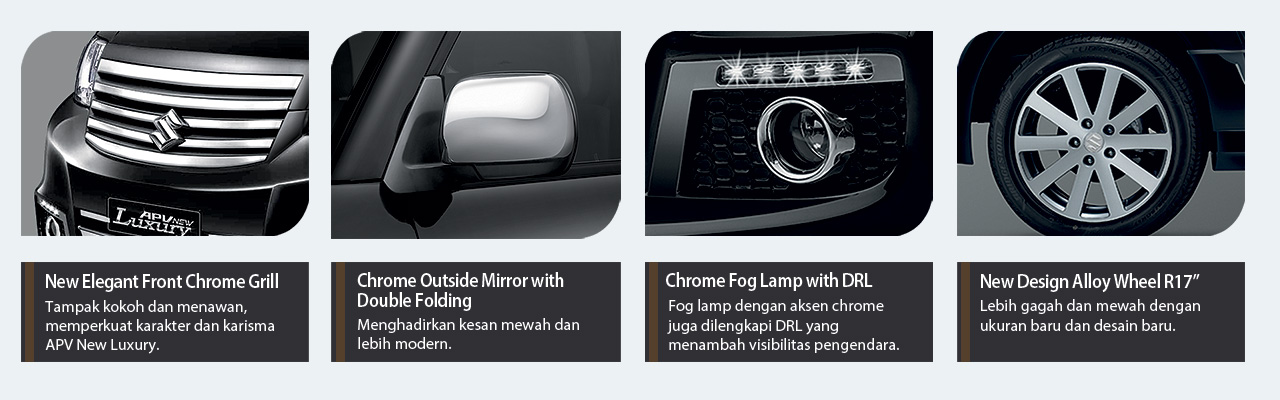 APV NEW
LUXURY
New Elegant Front Chrome Grill
Tampak kokoh dan menawan,
memperkuat karakter dan karisma
APV New Luxury.
Chrome Outside Mirror with
Double Folding
Menghadirkan kesan mewah dan
lebih modern.
Chrome Fog Lamp with DRL
Fog lamp dengan aksen chrome
juga dilengkapi DRL yang
menambah visibilitas pengendara.
New Design Alloy Wheel R17”
Lebih gagah dan mewah dengan
ukuran baru dan desain baru.